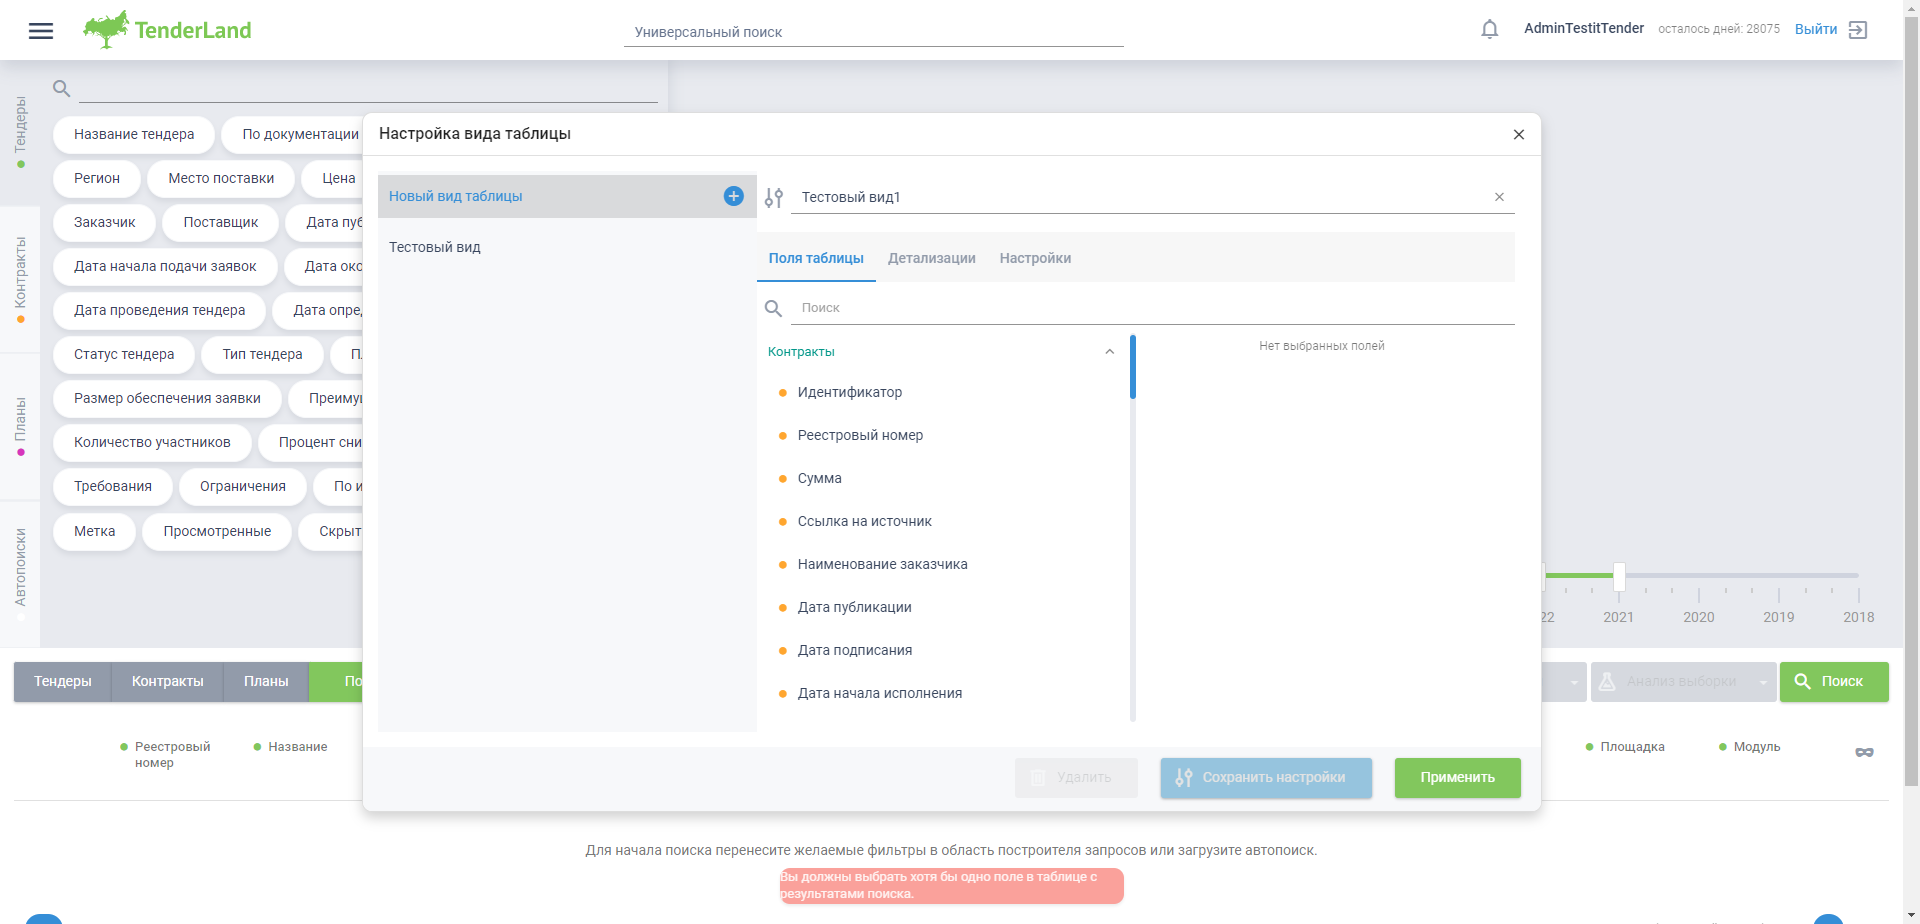 TenderLand
Универсальный поиск
AdminTestitTender
осталось дней: 28075
Выйти
Тендеры
Контракты
Планы
Автопоиски
Название тендера
По документации
Регион
Место поставки
Цена
Заказчик
Поставщик
Дата пуб
Дата начала подачи заявок
Дата око
Дата проведения тендера
Дата опре
Статус тендера
Тип тендера
Размер обеспечения заявки
Преиму
Количество участников
Процент сни
Требования
Ограничения
По и
Метка
Просмотренные
Скрыт
Настройка вида таблицы
Новый вид таблицы
Тестовый вид
Тестовый вид1
Поля таблицы
Детализации
Настройки
Поиск
Контракты
Идентификатор
Реестровый номер
Сумма
Ссылка на источник
Наименование заказчика
Дата публикации
Дата подписания
Дата начала исполнения
Нет выбранных полей
Удалить
Сохранить настройки
Применить
22
2021
2020
2019
2018
Тендеры
Контракты
Планы
По
Анализ выборки
Поиск
Реестровый
номер
Название
Площадка
Модуль
Для начала поиска перенесите желаемые фильтры в область построителя запросов или загрузите автопоиск.
Вы должны выбрать хотя бы одно поле в таблице с
результатами поиска.